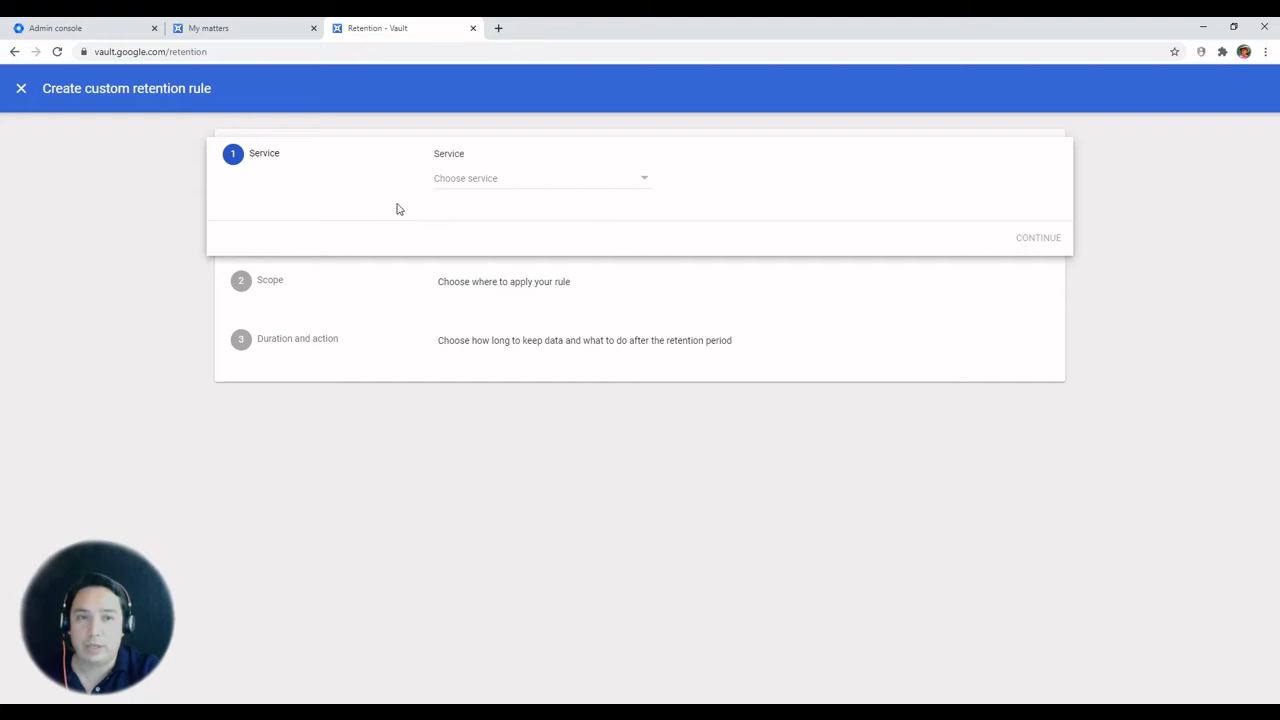 Admin console
My matters
Retention - Vault
vault.google.com/retention
Create custom retention rule
1
Service
Service
Choose service
CONTINUE
2
Scope
Choose where to apply your rule
3
Duration and action
Choose how long to keep data and what to do after the retention period